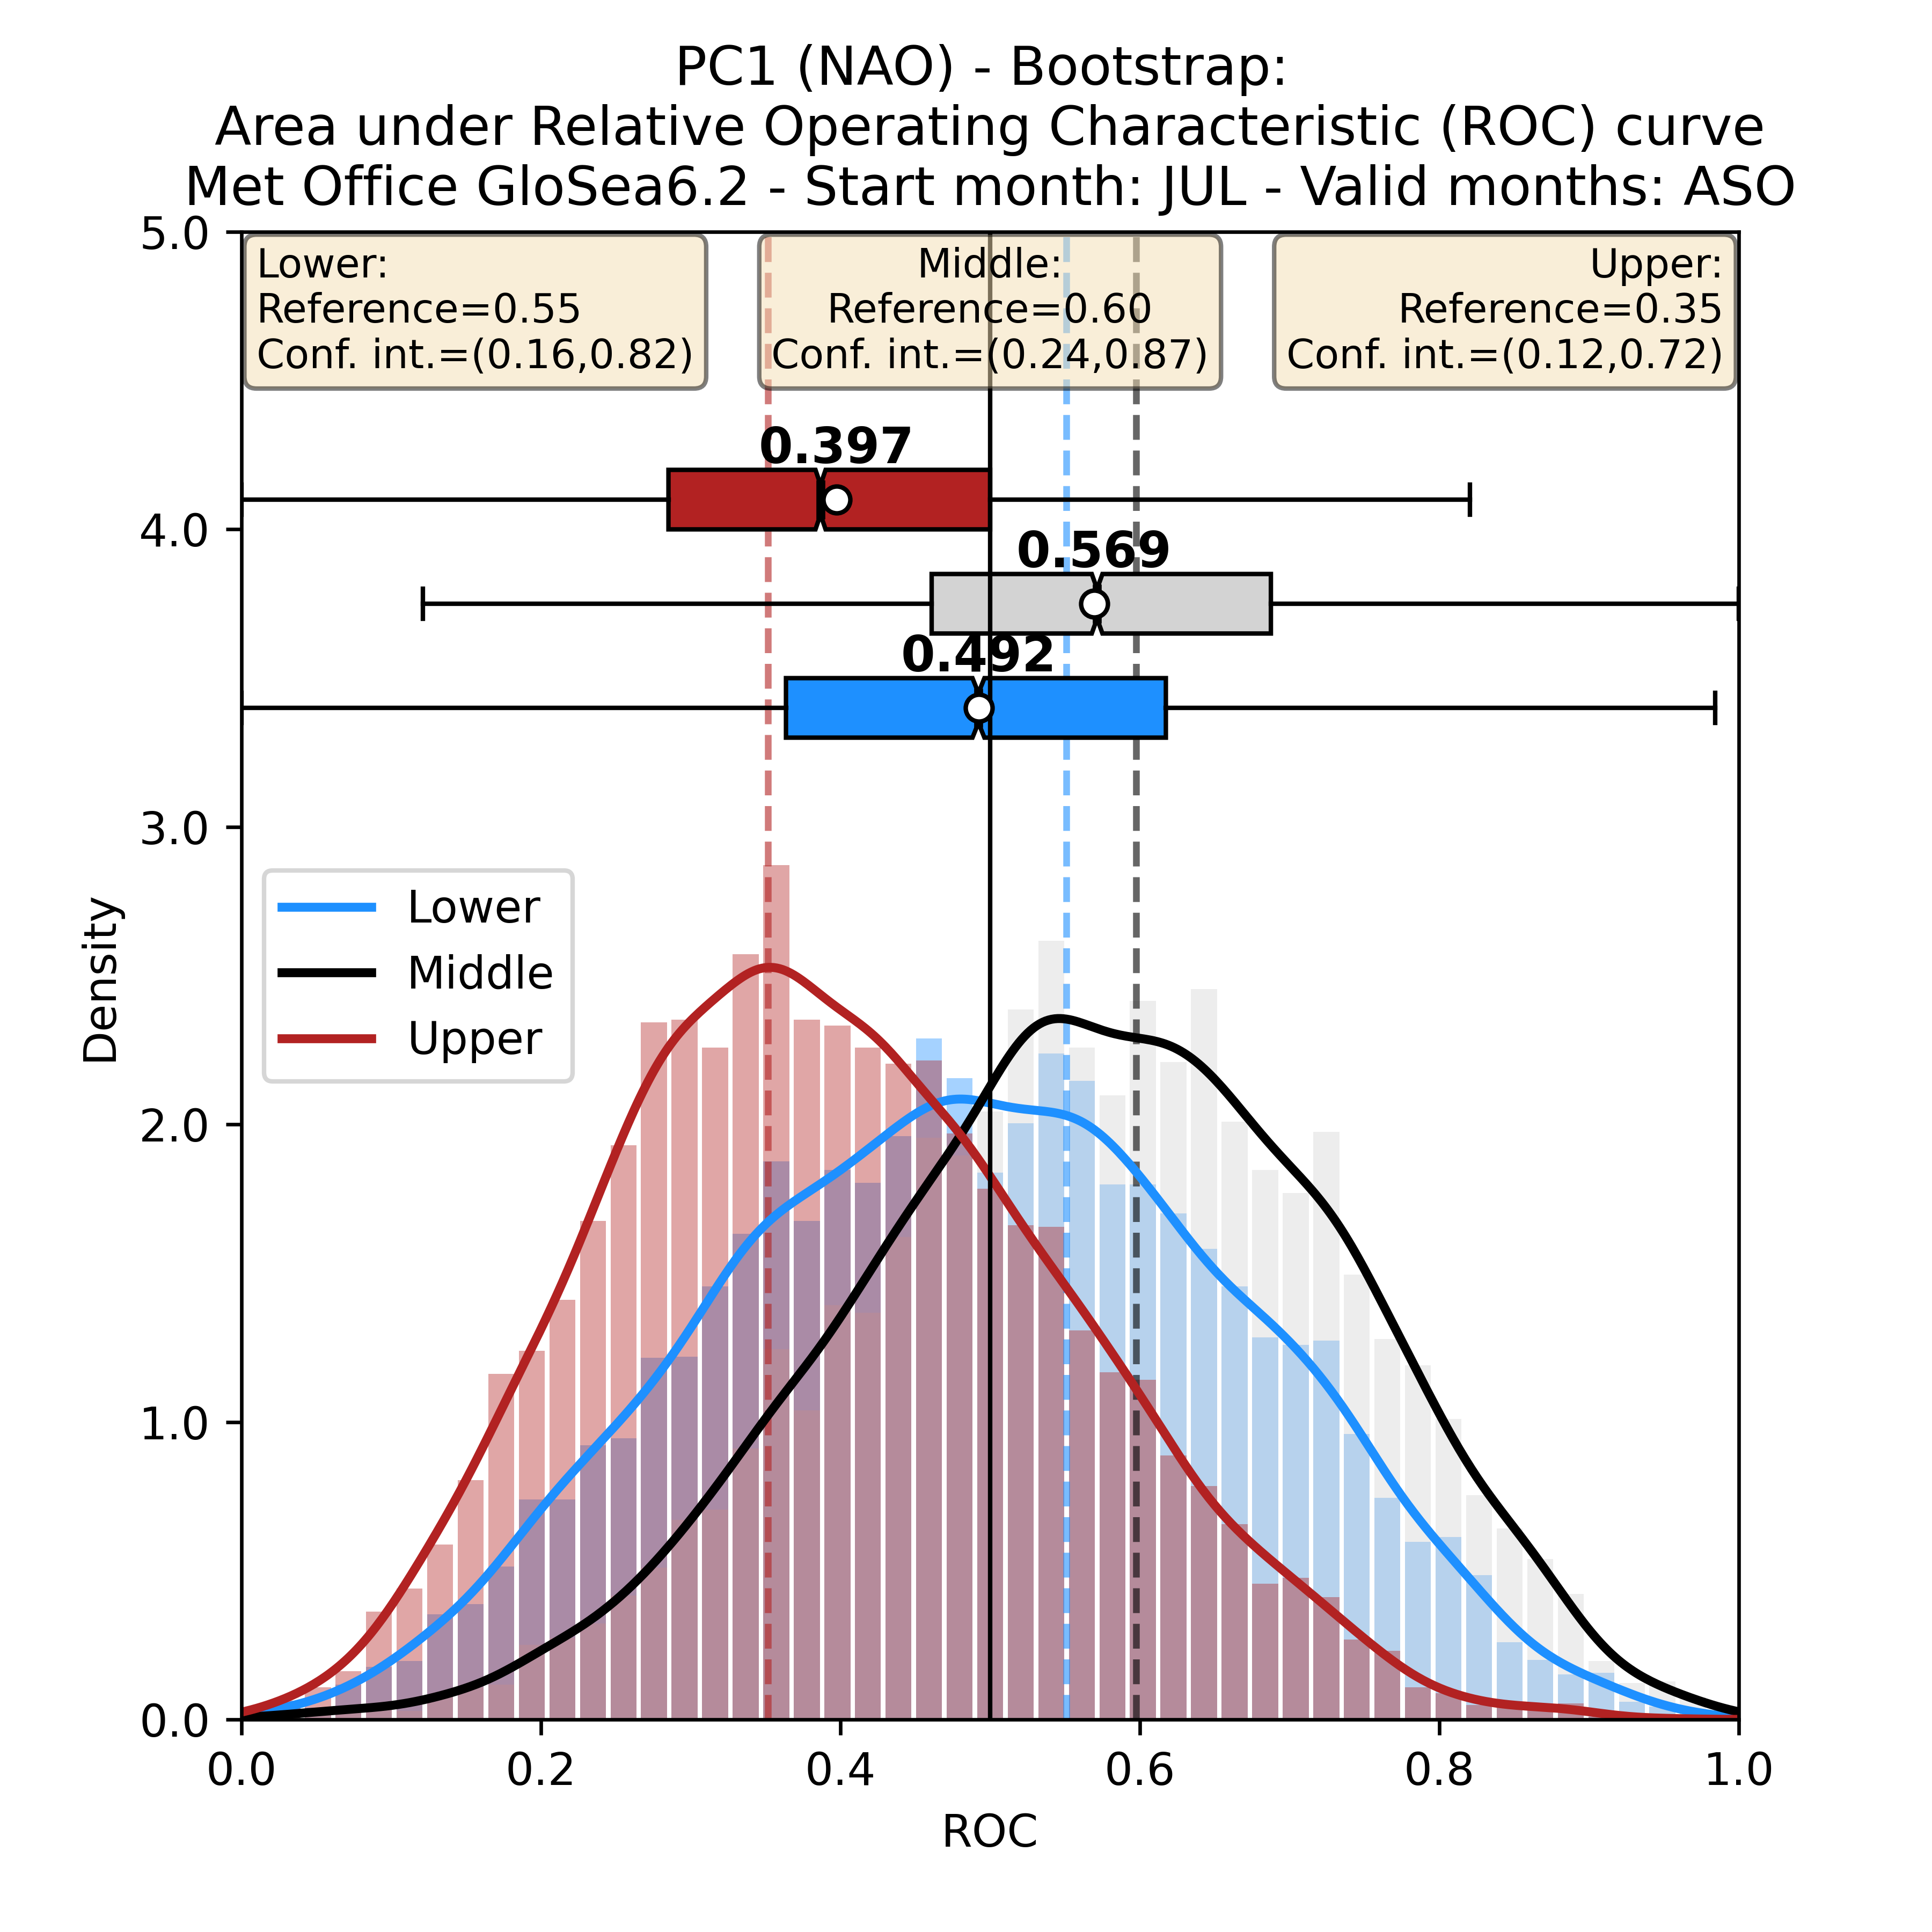 PC1 (NAO) - Bootstrap:
Area under Relative Operating Characteristic (ROC) curve
Met Office GloSea6.2 - Start month: JUL - Valid months: ASO
5.0
Lower:
Reference=0.55
Conf. int.=(0.16,0.82)
Middle:
Reference=0.60
Conf. int.=(0.24,0.87)
Upper:
Reference=0.35
Conf. int.=(0.12,0.72)
0.397
4.0
0.569
0.492
3.0
Lower
Middle
Upper
Density
2.0
1.0
0.0
0.0 0.2 0.4 0.6 0.8 1.0
ROC